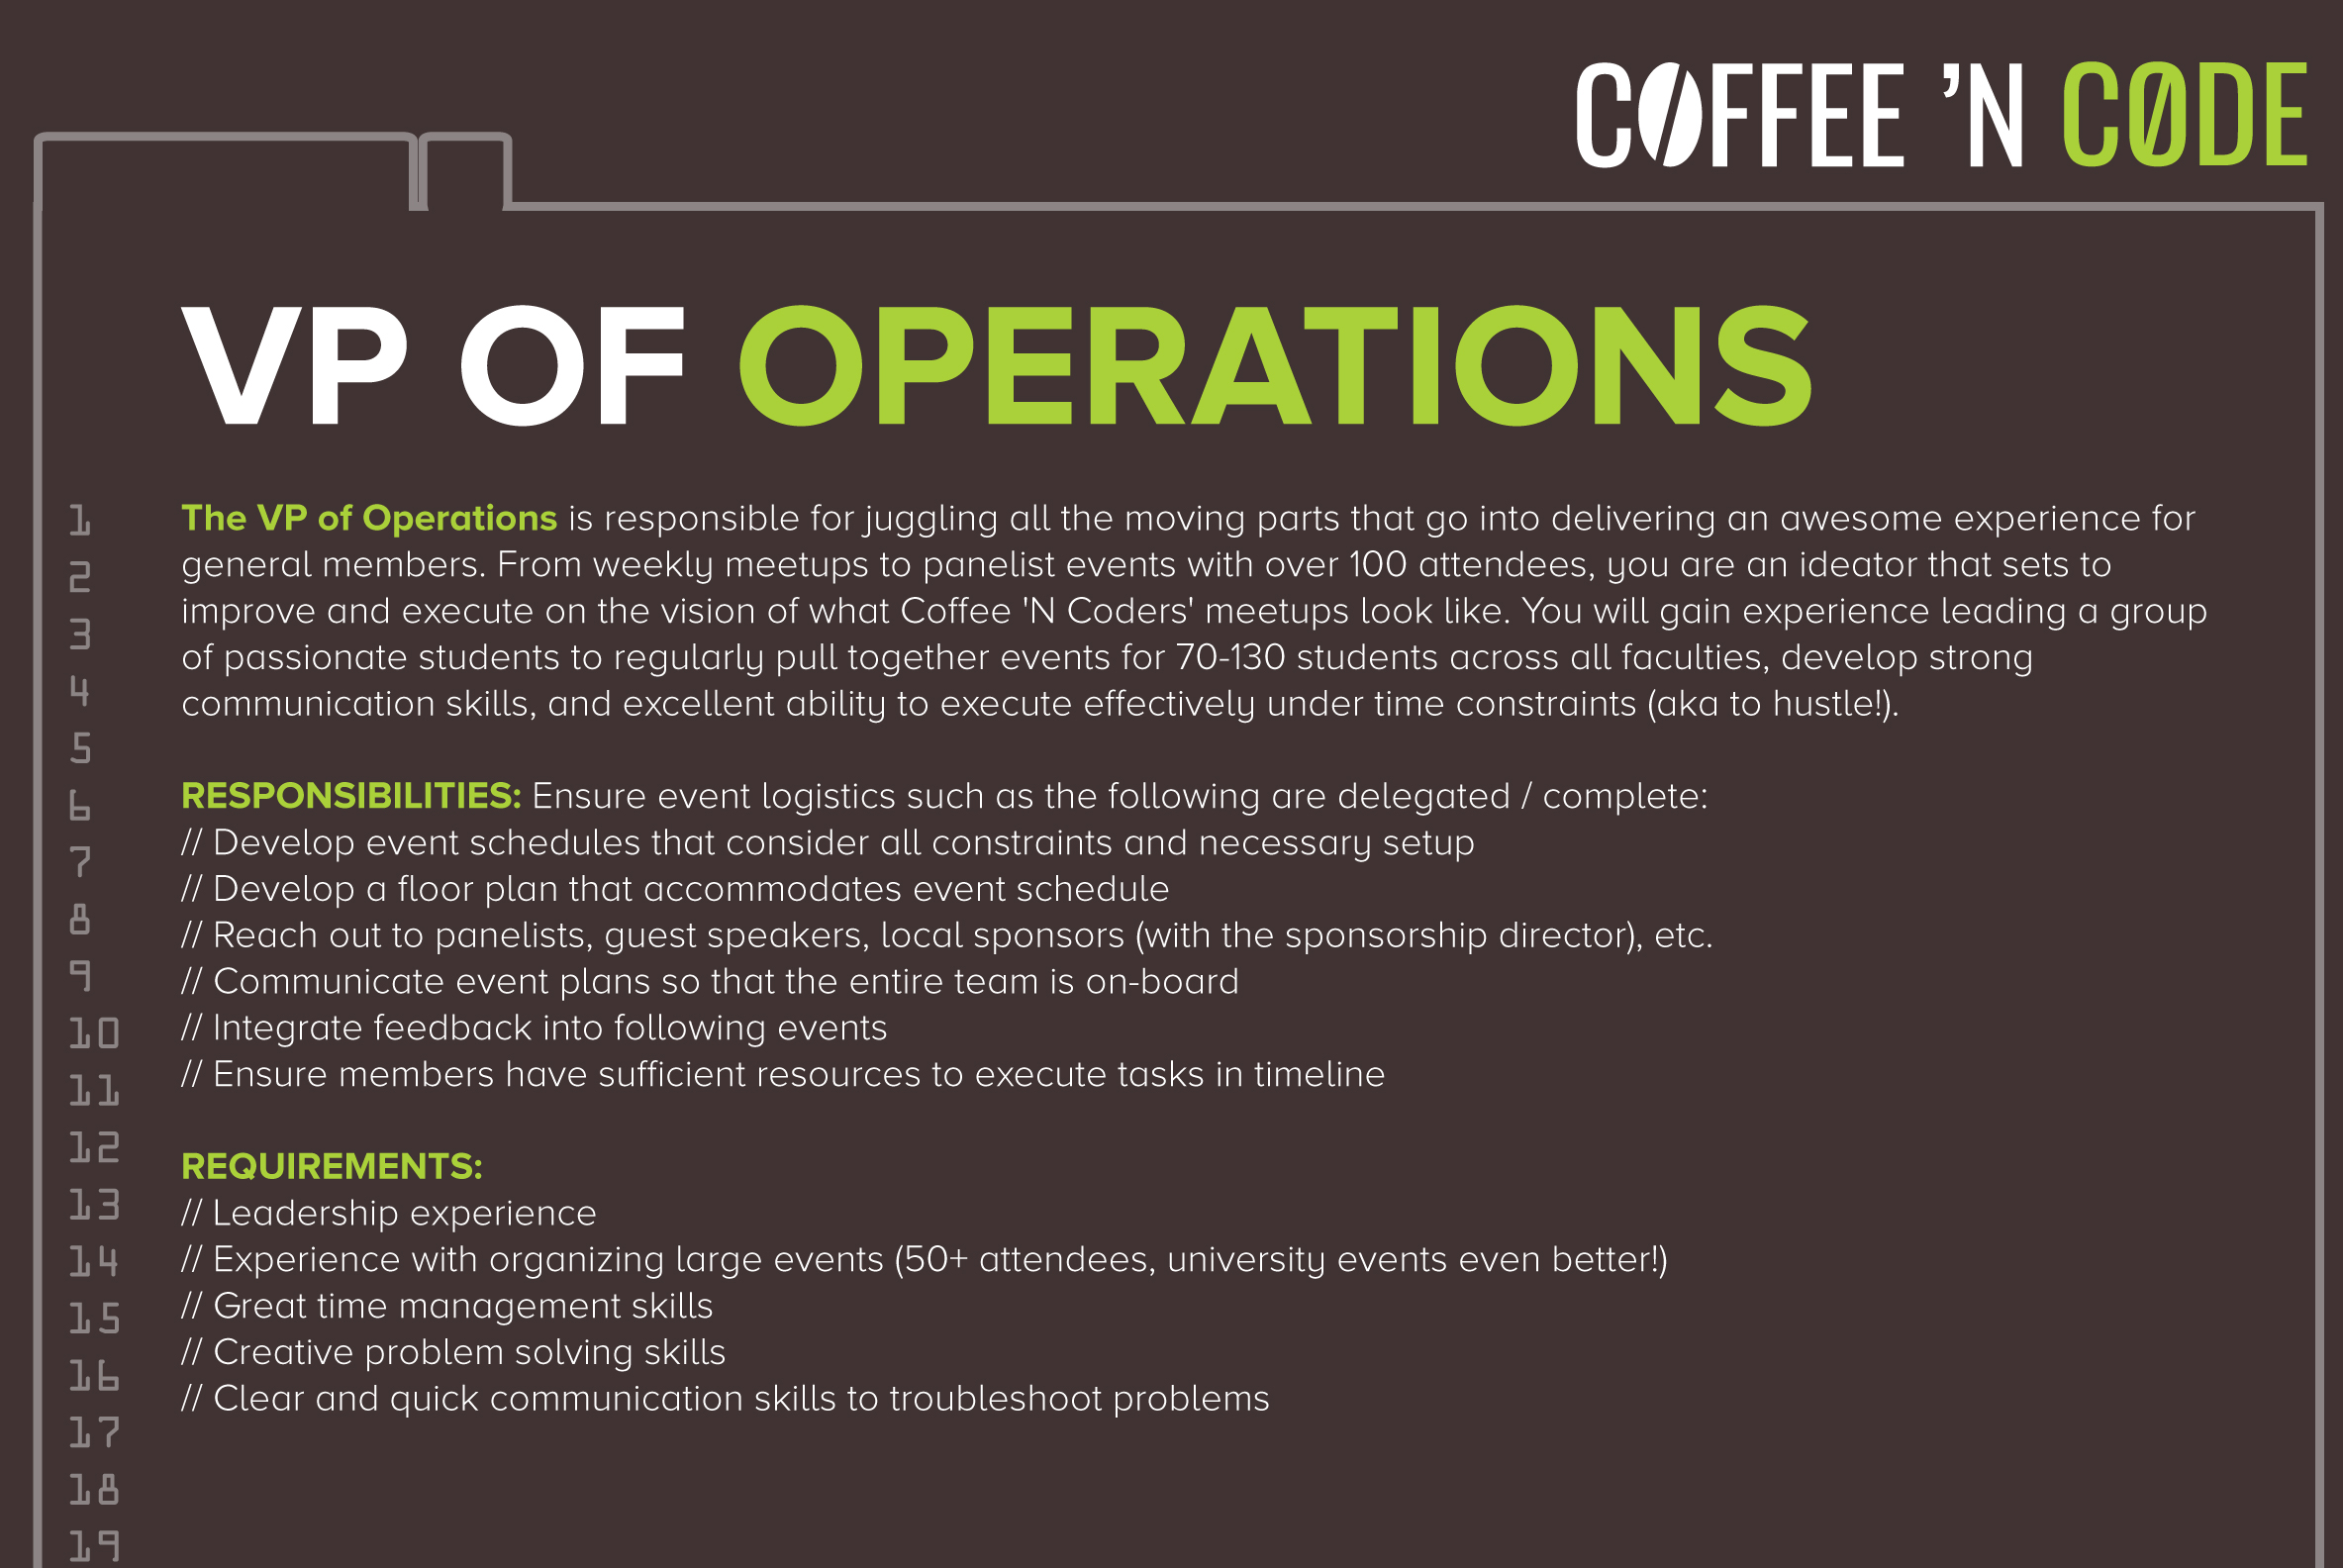 COFFEE 'N CODE
VP OF OPERATIONS
1
2
3
4
5
6
7
8
9
10
11
12
13
14
15
16
17
18
19
The VP of Operations is responsible for juggling all the moving parts that go into delivering an awesome experience for
general members. From weekly meetups to panelist events with over 100 attendees, you are an ideator that sets to
improve and execute on the vision of what Coffee 'N Coders' meetups look like. You will gain experience leading a group
of passionate students to regularly pull together events for 70-130 students across all faculties, develop strong
communication skills, and excellent ability to execute effectively under time constraints (aka to hustle!).
RESPONSIBILITIES: Ensure event logistics such as the following are delegated / complete:
// Develop event schedules that consider all constraints and necessary setup
// Develop a floor plan that accommodates event schedule
// Reach out to panelists, guest speakers, local sponsors (with the sponsorship director), etc.
// Communicate event plans so that the entire team is on-board
// Integrate feedback into following events
// Ensure members have sufficient resources to execute tasks in timeline
REQUIREMENTS:
// Leadership experience
// Experience with organizing large events (50+ attendees, university events even better!)
// Great time management skills
// Creative problem solving skills
// Clear and quick communication skills to troubleshoot problems